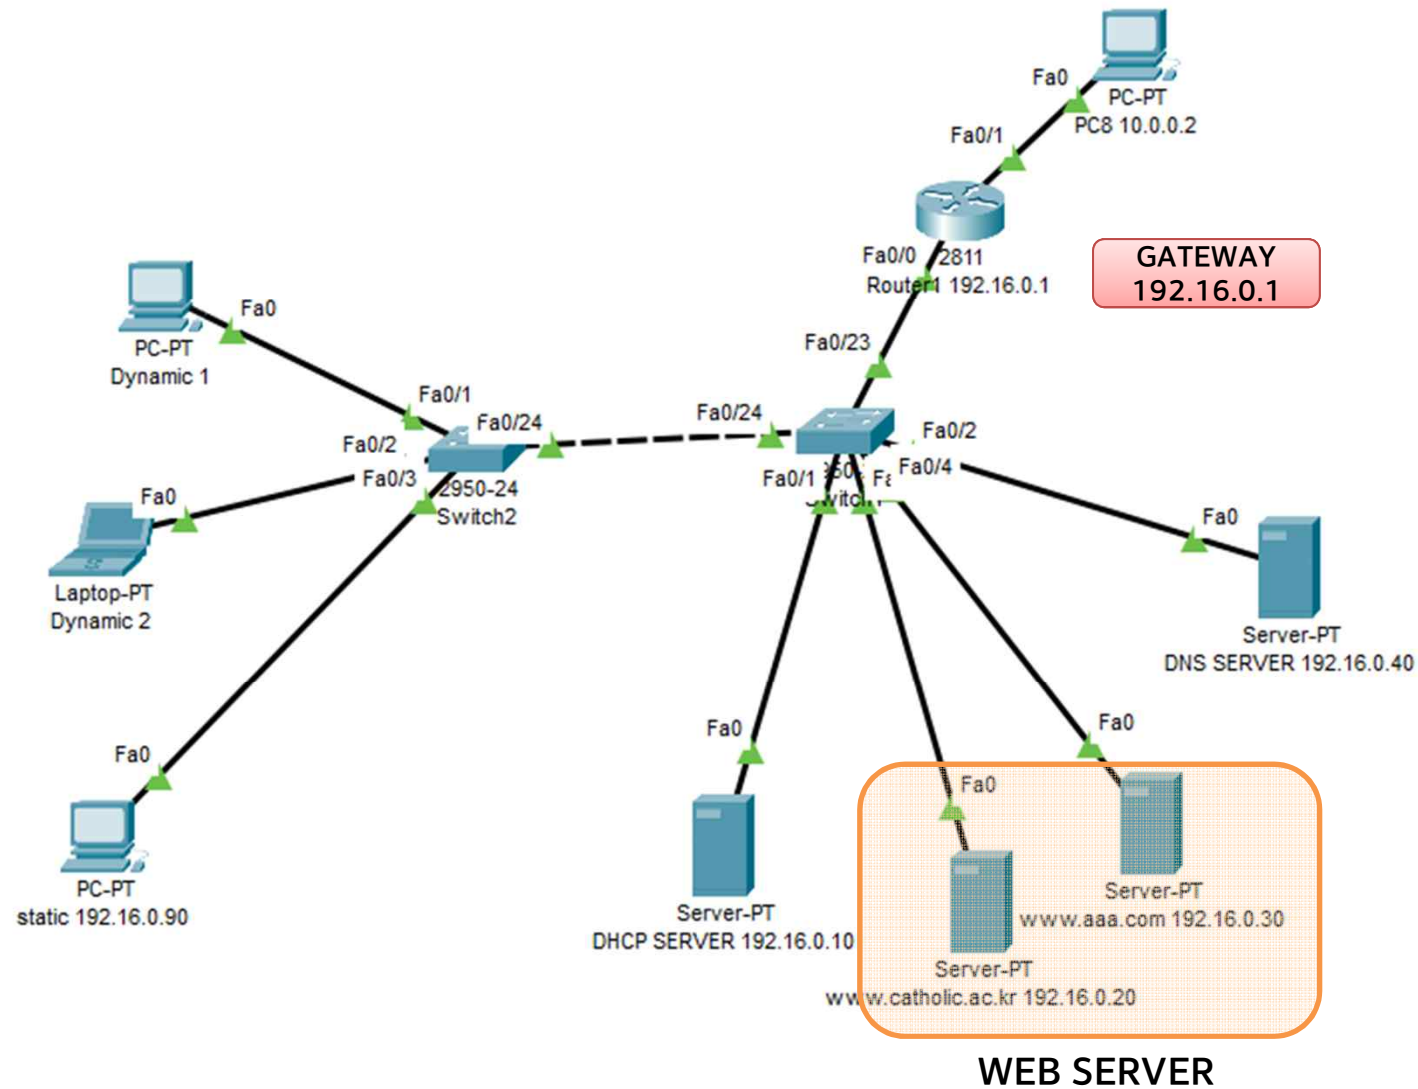 Fa0
PC-PT
PC8 10.0.0.2
Fa0/1
Fa0/0
2811
Router1 192.16.0.1
GATEWAY
192.16.0.1
Fa0/23
Fa0
PC-PT
Dynamic 1
Fa0/1
Fa0/24
Fa0/2
Fa0/3
2950-24
Switch2
Fa0/24
Fa0/2
Fa0/4
Fa0/1
Fa0
Laptop-PT
Dynamic 2
Fa0
Server-PT
DNS SERVER 192.16.0.40
Fa0
PC-PT
static 192.16.0.90
Fa0
Server-PT
DHCP SERVER 192.16.0.10
Fa0
Server-PT
www.catholic.ac.kr 192.16.0.20
Fa0
Server-PT
www.aaa.com 192.16.0.30
WEB SERVER